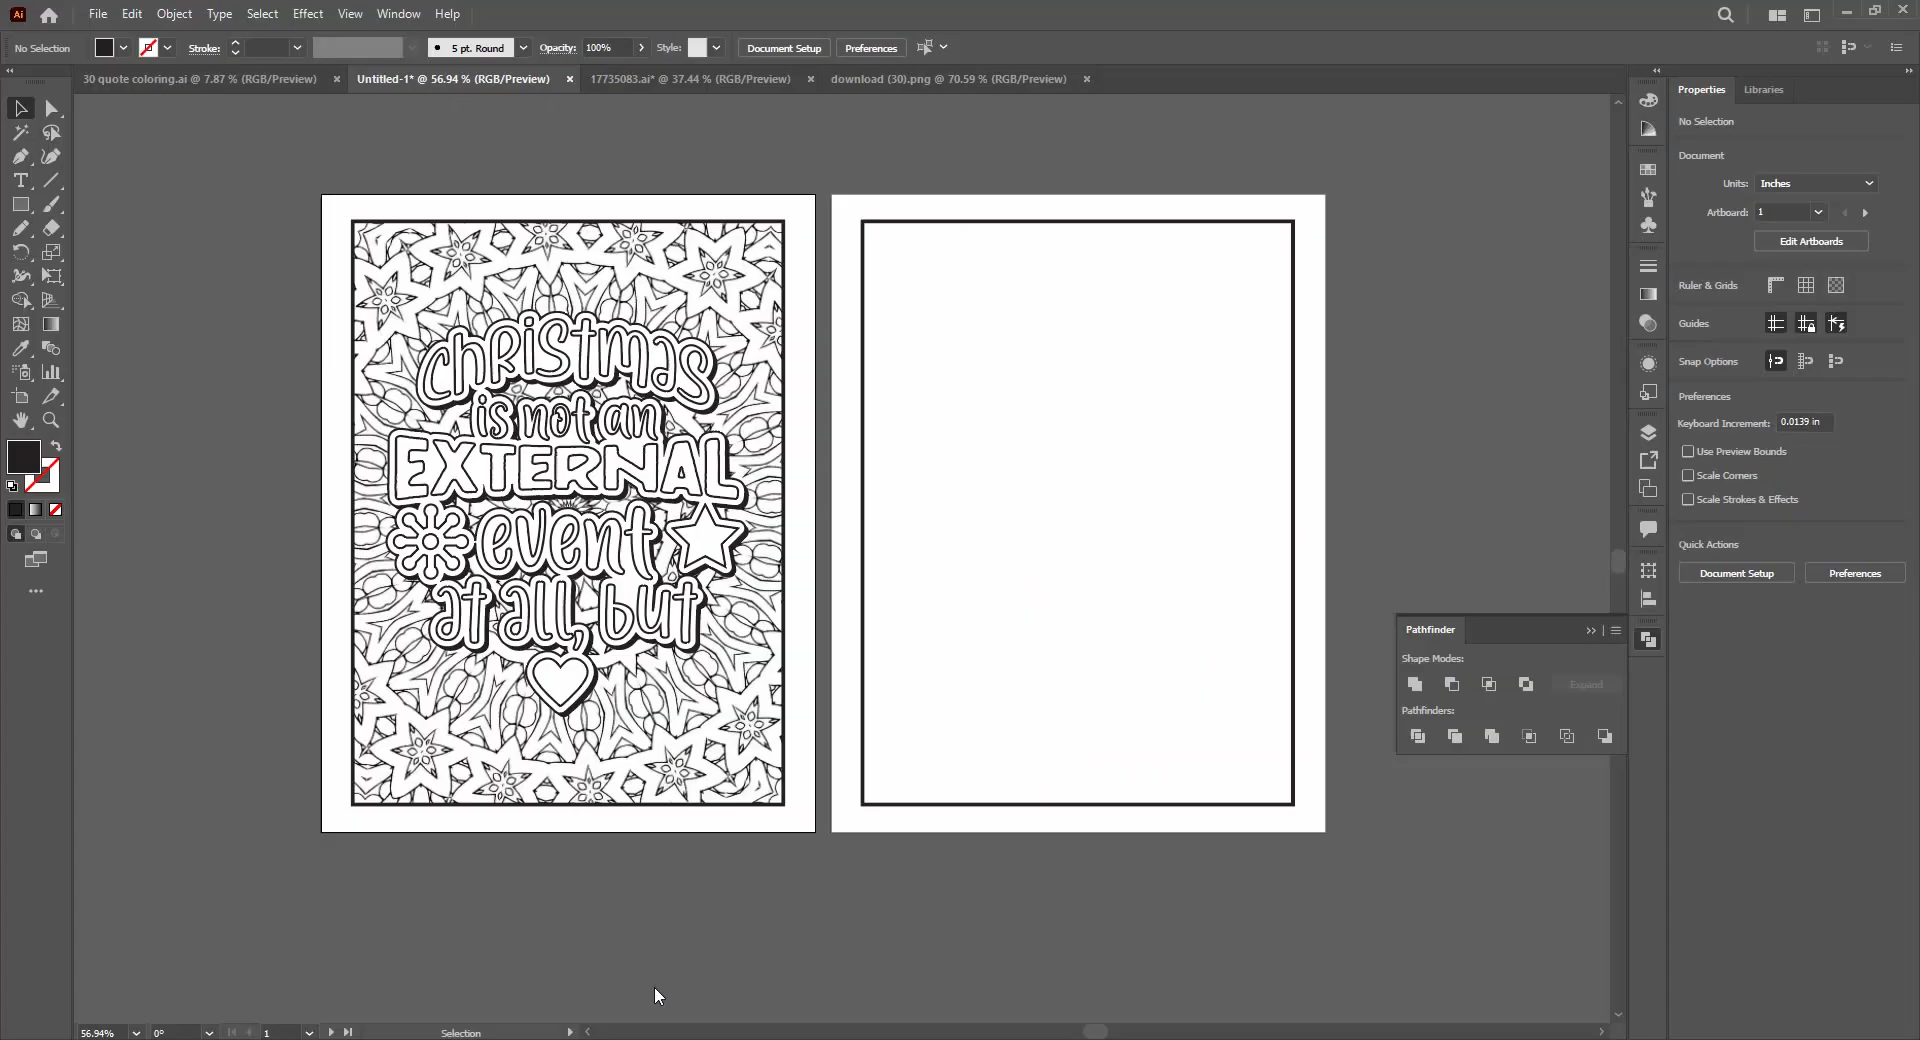 Ai File Edit Object Type Select Effect View Window Help
No Selection Stroke: 5 pt. Round Opacity: 100% Style: Document Setup Preferences
30 quote coloring.ai @ 7.87 % (RGB/Preview) × Untitled-1* @ 56.94 % (RGB/Preview) × 17735083.ai* @ 37.44 % (RGB/Preview) × download (30).png @ 70.59 % (RGB/Preview) ×
christmas
is not an
EXTERNAL
event
at all, but
Properties Libraries
No Selection
Document
Units: Inches
Artboard: 1
Edit Artboards
Ruler & Grids
Guides
Snap Options
Preferences
Keyboard Increment: 0.0139 in
Use Preview Bounds
Scale Corners
Scale Strokes & Effects
Quick Actions
Document Setup Preferences
Pathfinder
Shape Modes:
Expand
Pathfinders:
56.94% 0° 1 Selection